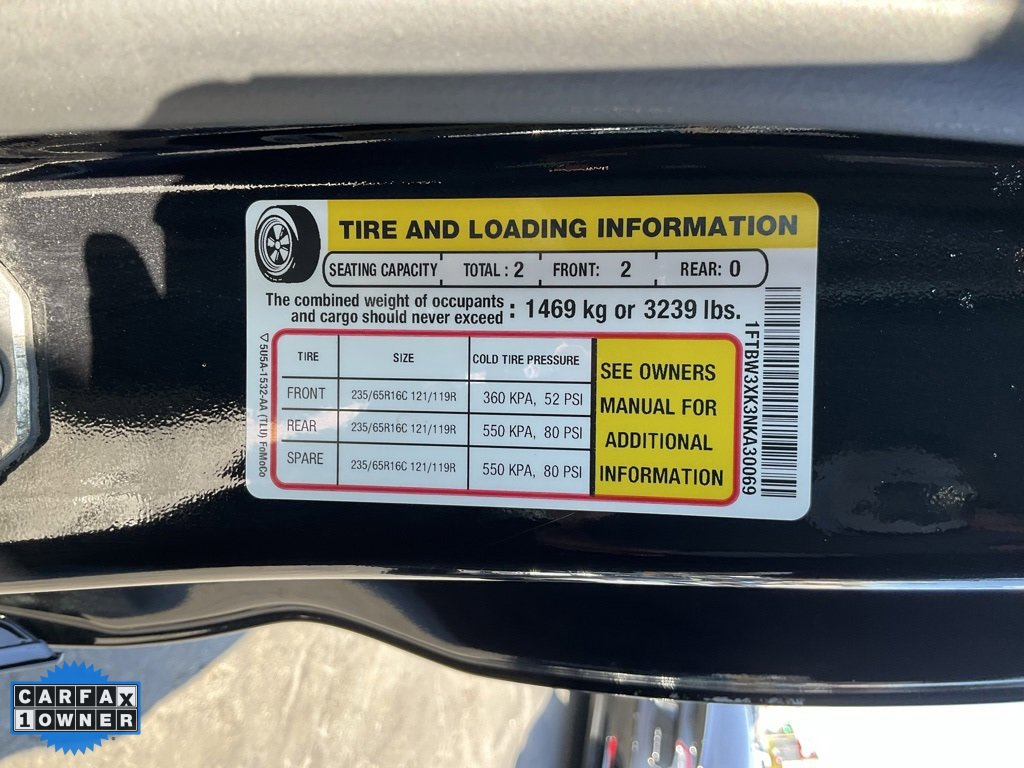 TIRE AND LOADING INFORMATION
SEATING CAPACITY TOTAL : 2 FRONT: 2 REAR: 0
The combined weight of occupants
and cargo should never exceed : 1469 kg or 3239 lbs.
TIRE SIZE COLD TIRE PRESSURE
FRONT 235/65R16C 121/119R 360 KPA, 52 PSI
REAR 235/65R16C 121/119R 550 KPA, 80 PSI
SPARE 235/65R16C 121/119R 550 KPA, 80 PSI
SEE OWNERS
MANUAL FOR
ADDITIONAL
INFORMATION
5U5A-1532-AA (TLU) FoMoCo
1FTBW3XK3NKA30069
CARFAX
1 OWNER